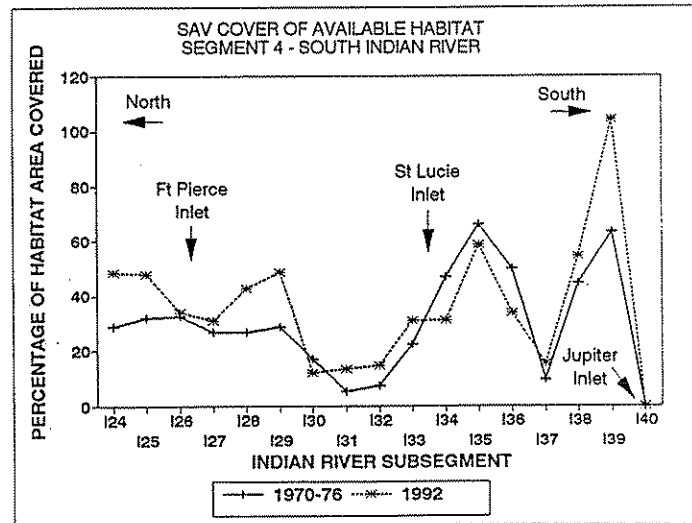 SAV COVER OF AVAILABLE HABITAT
SEGMENT 4 - SOUTH INDIAN RIVER
PERCENTAGE OF HABITAT AREA COVERED
120
100
80
60
40
20
0
North
South
Ft Pierce
Inlet
St Lucie
Inlet
Jupiter
Inlet
I24 I26 I28 I30 I32 I34 I36 I38 I40
I25 I27 I29 I31 I33 I35 I37 I39
INDIAN RIVER SUBSEGMENT
1970-76 1992